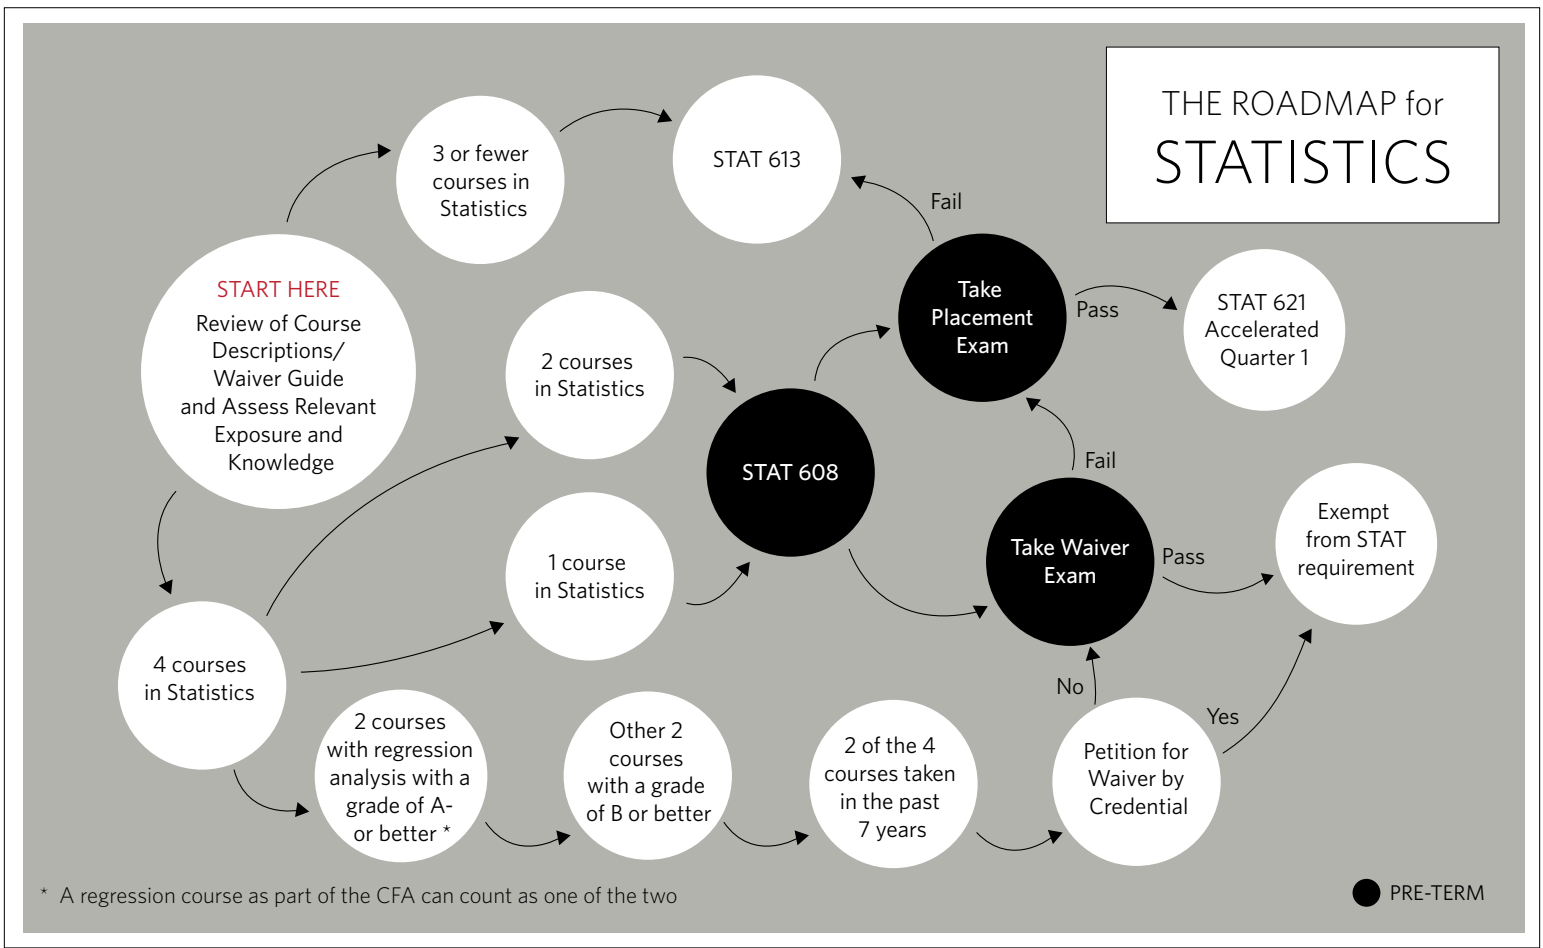 THE ROADMAP for
STATISTICS
START HERE
Review of Course
Descriptions/
Waiver Guide
and Assess Relevant
Exposure and
Knowledge
3 or fewer
courses in
Statistics
STAT 613
Fail
Take
Placement
Exam
Pass
STAT 621
Accelerated
Quarter 1
2 courses
in Statistics
STAT 608
1 course
in Statistics
Fail
Take Waiver
Exam
Pass
Exempt
from STAT
requirement
4 courses
in Statistics
2 courses
with regression
analysis with a
grade of A-
or better *
Other 2
courses
with a grade
of B or better
2 of the 4
courses taken
in the past
7 years
No
Yes
Petition for
Waiver by
Credential
* A regression course as part of the CFA can count as one of the two
PRE-TERM